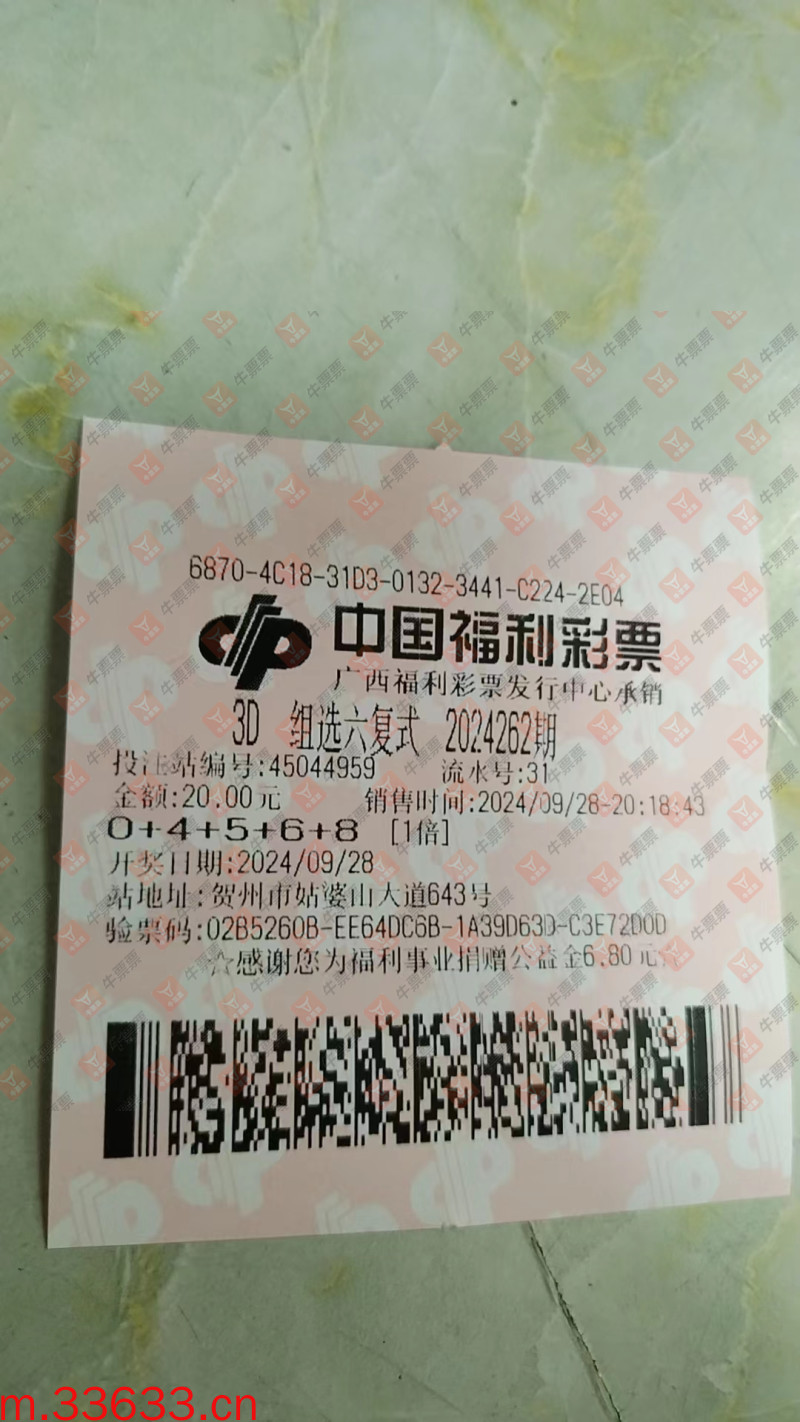 6870-4C18-31D3-0132-3441-C224-2E04
中国福利彩票
广西福利彩票发行中心承销
3D 组选六复式 2024262期
投注站编号:45044959 流水号:31
金额:20.00元 销售时间:2024/09/28-20:18:43
0+4+5+6+8 [1倍]
开奖日期:2024/09/28
站地址:贺州市姑婆山大道643号
验票码:02B5260B-EE64DC6B-1A39D63D-C3E72D0D
☆感谢您为福利事业捐赠公益金6.80元☆
牛票票
m.33633.cn